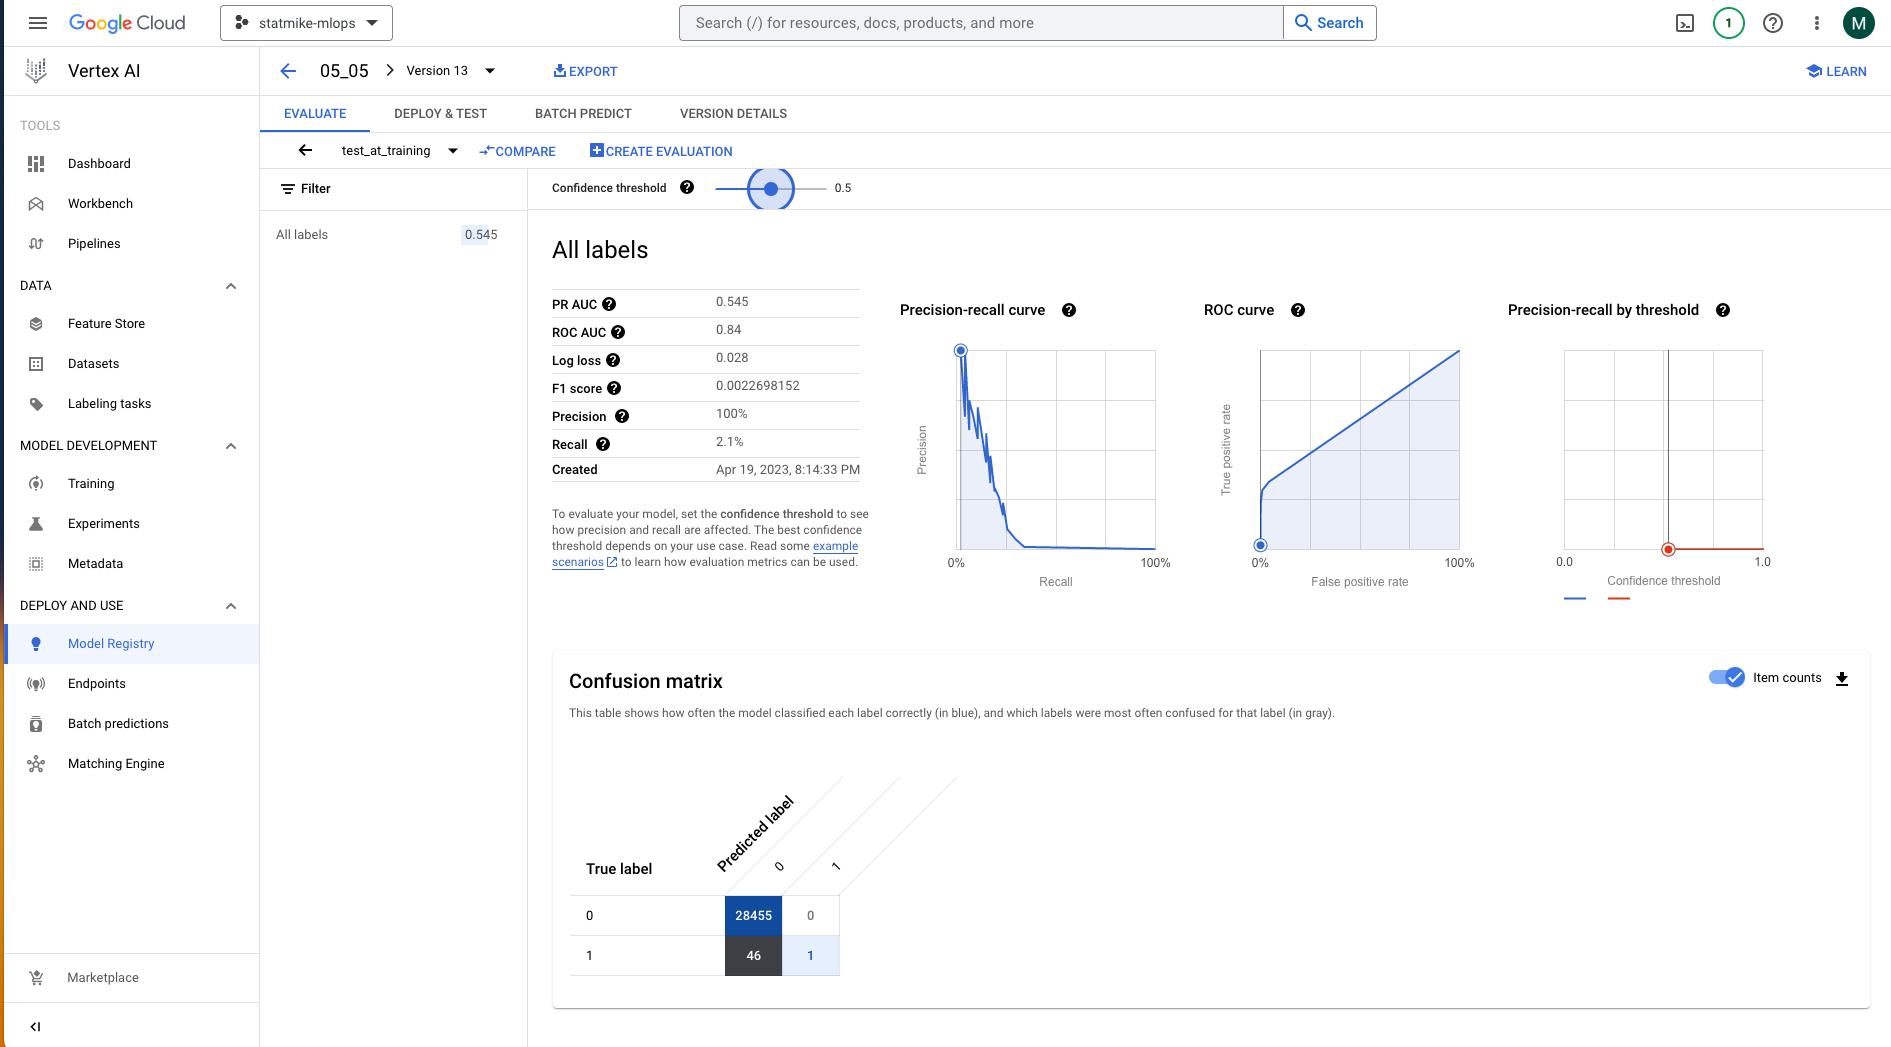 Google Cloud
statmike-mlops
Search (/) for resources, docs, products, and more
Search
1
M
Vertex AI
05_05
Version 13
EXPORT
LEARN
TOOLS
Dashboard
Workbench
Pipelines
DATA
Feature Store
Datasets
Labeling tasks
MODEL DEVELOPMENT
Training
Experiments
Metadata
DEPLOY AND USE
Model Registry
Endpoints
Batch predictions
Matching Engine
Marketplace
EVALUATE
DEPLOY & TEST
BATCH PREDICT
VERSION DETAILS
test_at_training
COMPARE
CREATE EVALUATION
Filter
All labels
0.545
Confidence threshold
0.5
All labels
PR AUC 0.545
ROC AUC 0.84
Log loss 0.028
F1 score 0.0022698152
Precision 100%
Recall 2.1%
Created Apr 19, 2023, 8:14:33 PM
To evaluate your model, set the confidence threshold to see
how precision and recall are affected. The best confidence
threshold depends on your use case. Read some example
scenarios to learn how evaluation metrics can be used.
Precision-recall curve
Precision
0%
100%
Recall
ROC curve
True positive rate
0%
100%
False positive rate
Precision-recall by threshold
0.0
1.0
Confidence threshold
Confusion matrix
Item counts
This table shows how often the model classified each label correctly (in blue), and which labels were most often confused for that label (in gray).
Predicted label
True label
0
1
0 28455 0
1 46 1